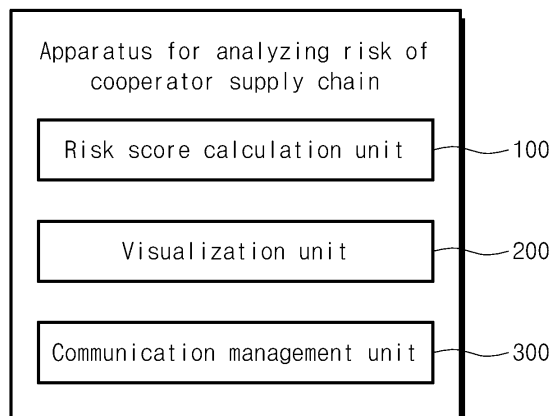 Apparatus for analyzing risk of
cooperator supply chain
Risk score calculation unit
100
Visualization unit
200
Communication management unit
300